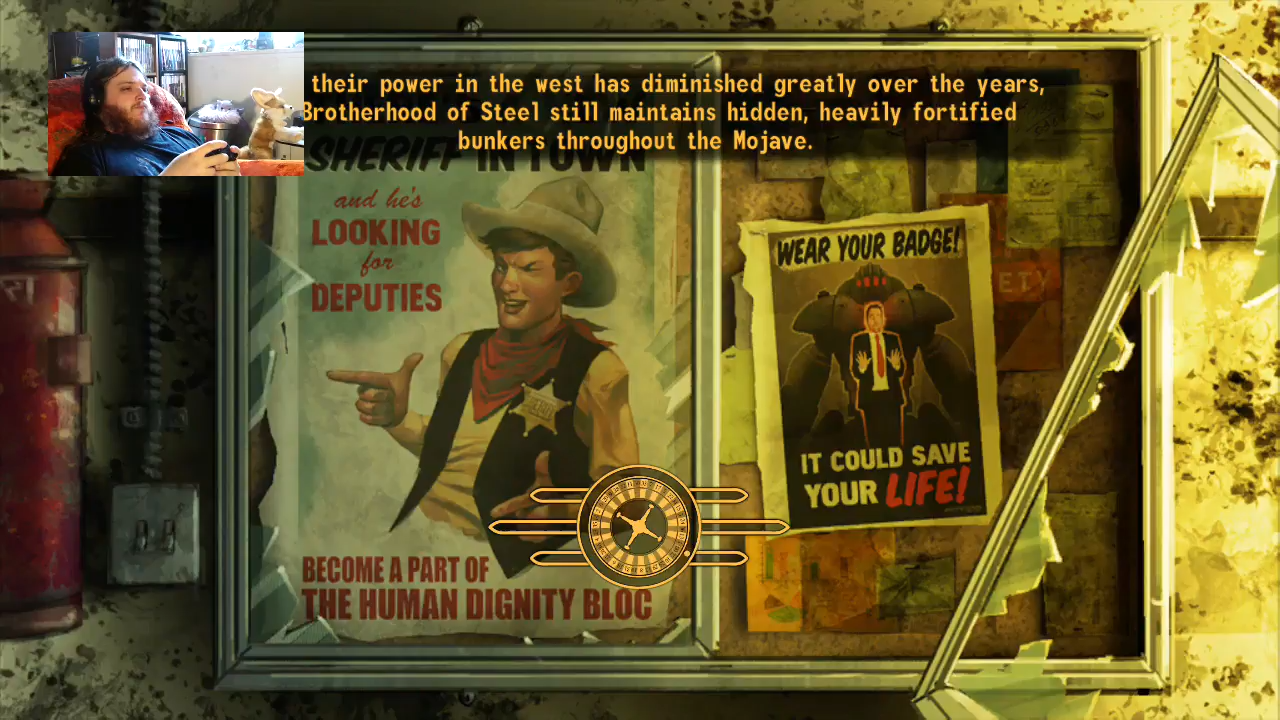 their power in the west has diminished greatly over the years,
Brotherhood of Steel still maintains hidden, heavily fortified
bunkers throughout the Mojave.
SHERIFF IN TOWN
and he's
LOOKING
for
DEPUTIES
BECOME A PART OF
THE HUMAN DIGNITY BLOC
WEAR YOUR BADGE!
IT COULD SAVE
YOUR LIFE!
ETY